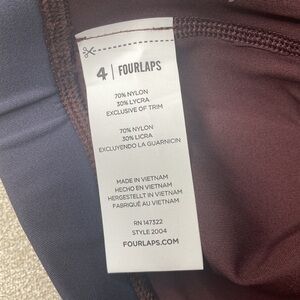 4 | FOURLAPS
70% NYLON
30% LYCRA
EXCLUSIVE OF TRIM
70% NYLON
30% LICRA
EXCLUYENDO LA GUARNICIN
MADE IN VIETNAM
HECHO EN VIETNAM
HERGESTELLT IN VIETNAM
FABRIQUÉ AU VIETNAM
RN 147322
STYLE 2004
FOURLAPS.COM